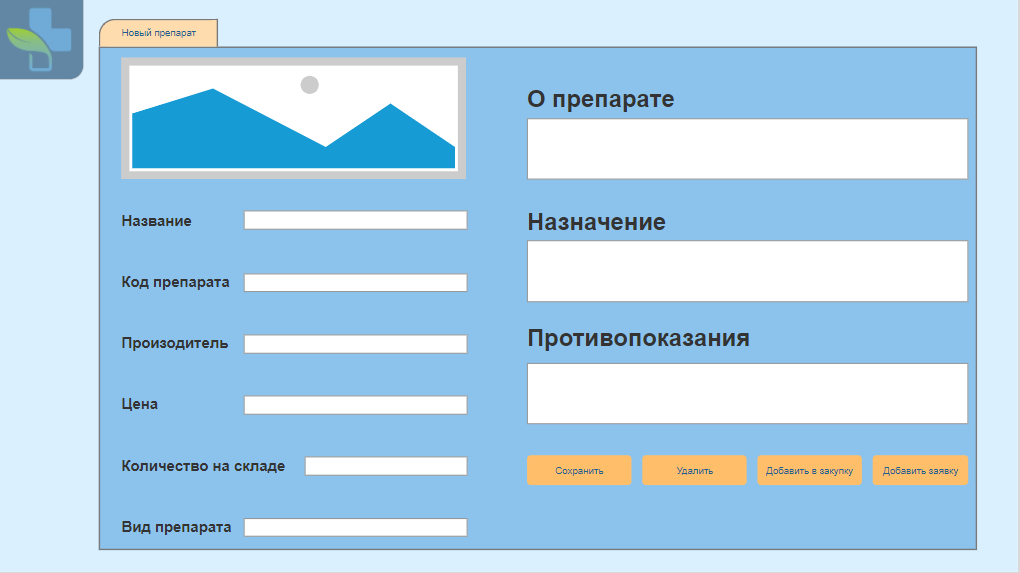 Новый препарат
Название
Код препарата
Произодитель
Цена
Количество на складе
Вид препарата
О препарате
Назначение
Противопоказания
Сохранить
Удалить
Добавить в закупку
Добавить заявку